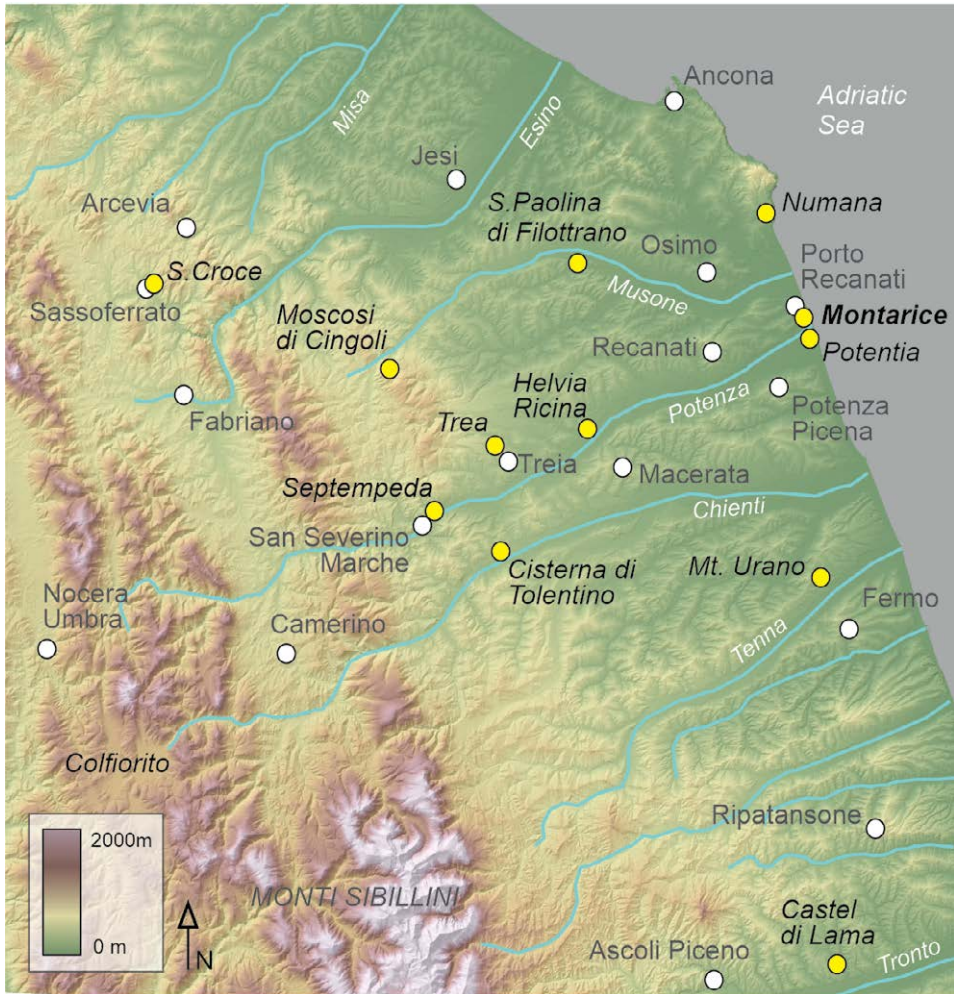 Ancona
Adriatic
Sea
Misa
Esino
Jesi
Arcevia
S.Paolina
di Filottrano
Numana
Osimo
Porto
Recanati
S.Croce
Sassoferrato
Musone
Moscosi
di Cingoli
Montarice
Recanati
Potentia
Helvia
Ricina
Potenza
Fabriano
Potenza
Picena
Trea
Treia
Macerata
Septempeda
Chienti
San Severino
Marche
Cisterna di
Tolentino
Mt. Urano
Nocera
Umbra
Fermo
Camerino
Tenna
Colfiorito
2000m
0 m
Ripatansone
MONTI SIBILLINI
N
Castel
di Lama
Ascoli Piceno
Tronto